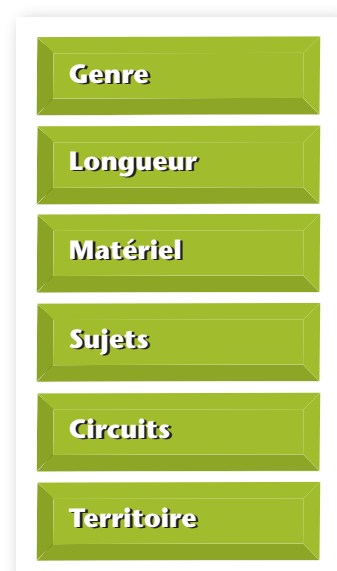 Genre
Longueur
Matériel
Sujets
Circuits
Territoire